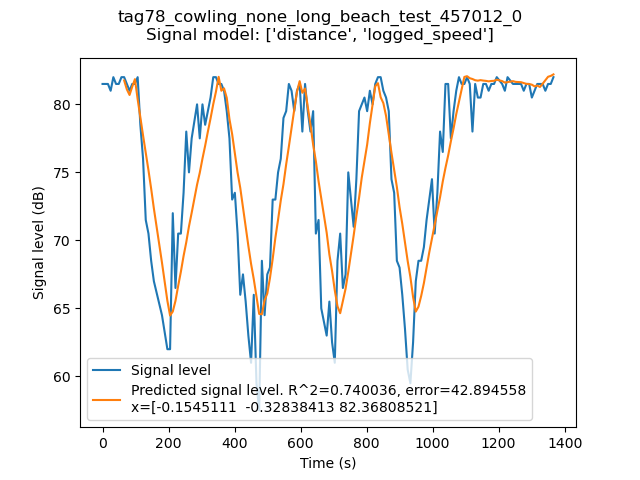 tag78_cowling_none_long_beach_test_457012_0
Signal model: ['distance', 'logged_speed']
Signal level (dB)
80
75
70
65
60
Signal level
Predicted signal level. R^2=0.740036, error=42.894558
x=[-0.1545111  -0.32838413 82.36808521]
0 200 400 600 800 1000 1200 1400
Time (s)